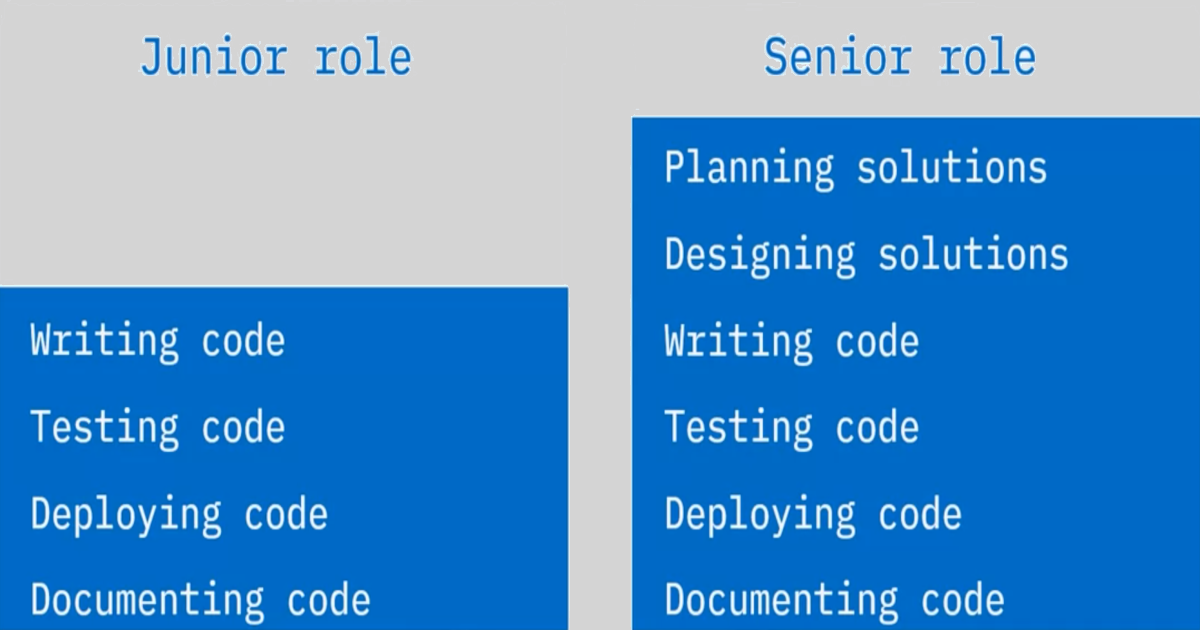 Junior role
Writing code
Testing code
Deploying code
Documenting code
Senior role
Planning solutions
Designing solutions
Writing code
Testing code
Deploying code
Documenting code